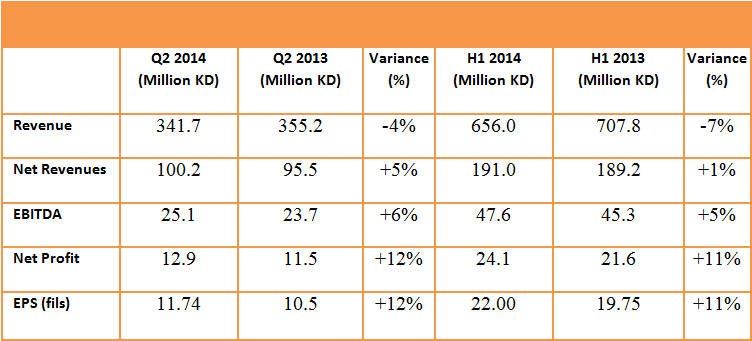 Q2 2014 Q2 2013 Variance H1 2014 H1 2013 Variance
(Million KD) (Million KD) (%) (Million KD) (Million KD) (%)
Revenue 341.7 355.2 -4% 656.0 707.8 -7%
Net Revenues 100.2 95.5 +5% 191.0 189.2 +1%
EBITDA 25.1 23.7 +6% 47.6 45.3 +5%
Net Profit 12.9 11.5 +12% 24.1 21.6 +11%
EPS (fils) 11.74 10.5 +12% 22.00 19.75 +11%